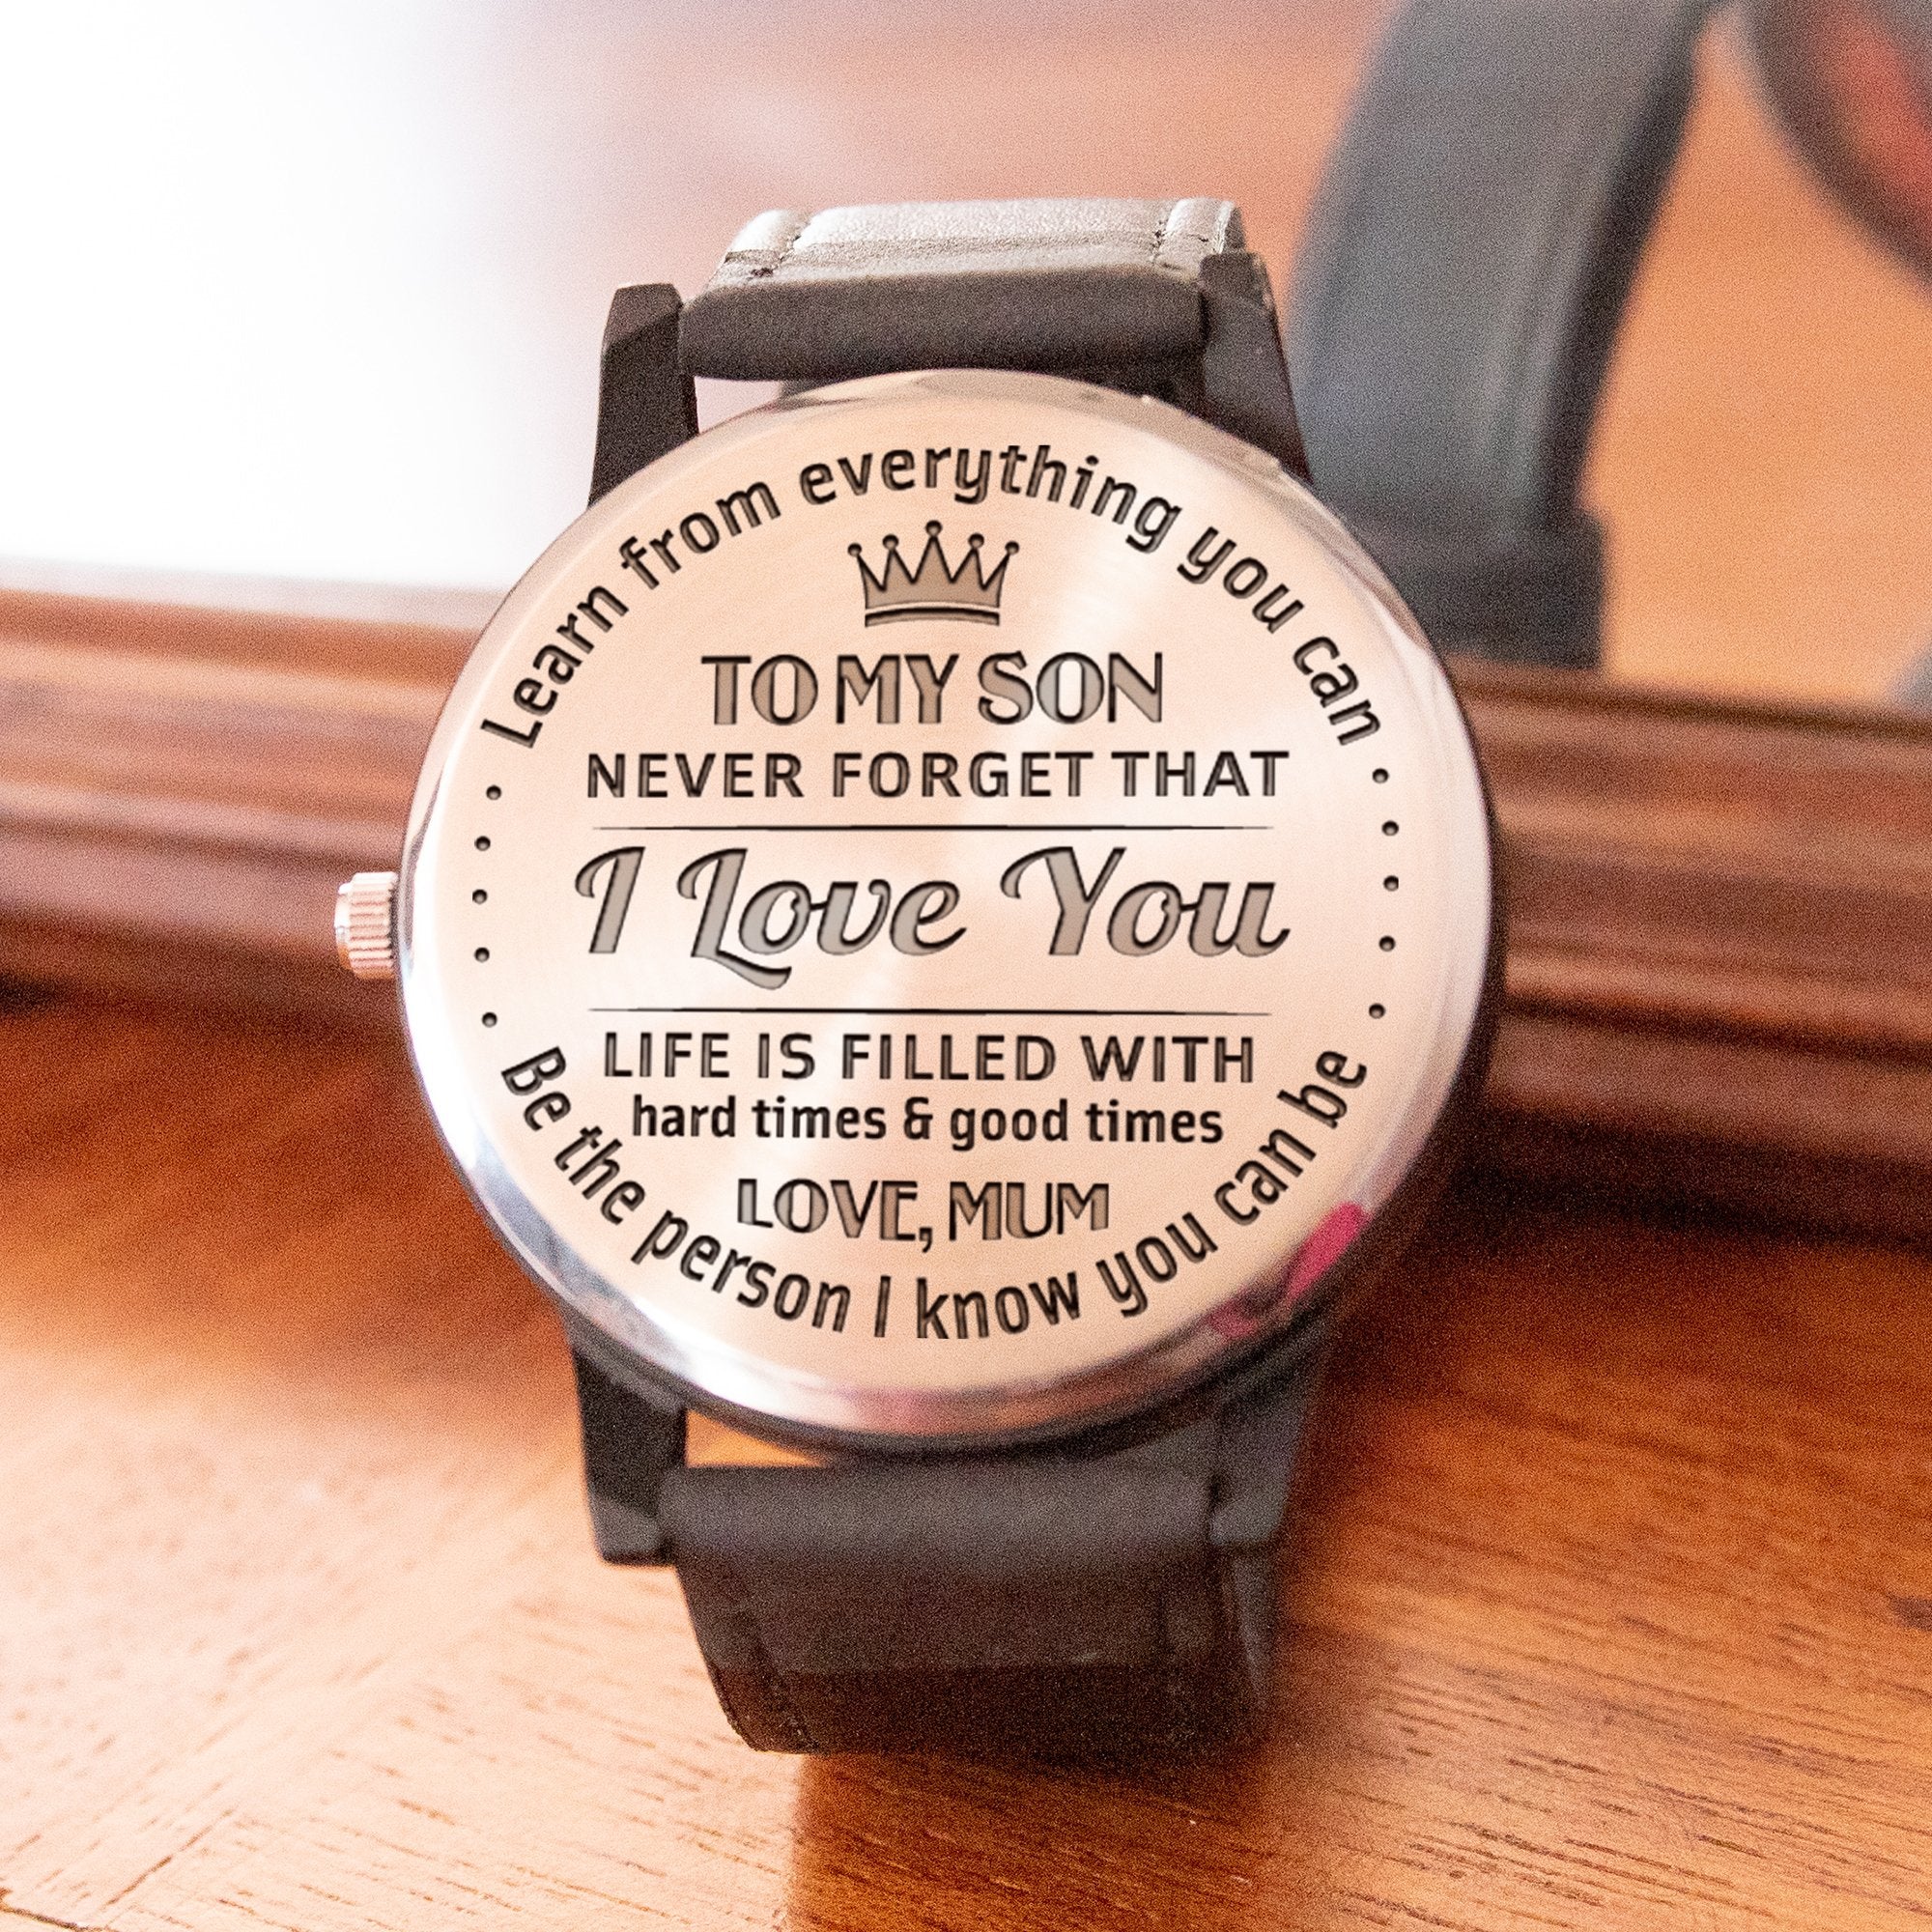 Learn from everything you can
TO MY SON
NEVER FORGET THAT
I Love You
LIFE IS FILLED WITH
hard times & good times
LOVE, MUM
Be the person I know you can be